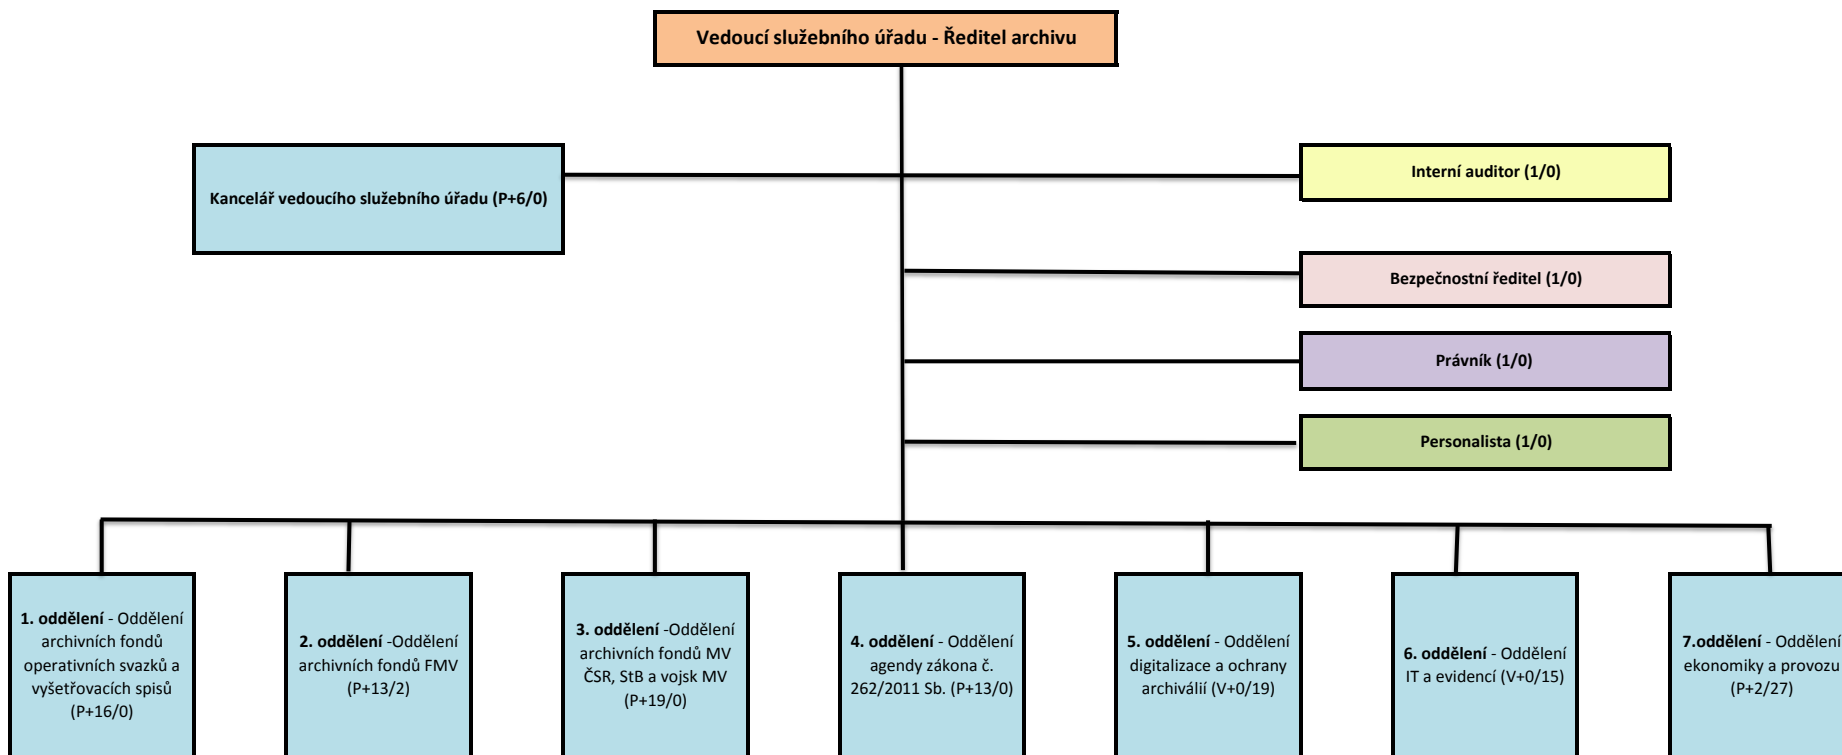 Vedoucí služebního úřadu - Ředitel archivu
Kancelář vedoucího služebního úřadu (P+6/0)
Interní auditor (1/0)
Bezpečnostní ředitel (1/0)
Právník (1/0)
Personalista (1/0)
1. oddělení - Oddělení
archivních fondů
operativních svazků a
vyšetřovacích spisů
(P+16/0)
2. oddělení -Oddělení
archivních fondů FMV
(P+13/2)
3. oddělení -Oddělení
archivních fondů MV
ČSR, StB a vojsk MV
(P+19/0)
4. oddělení - Oddělení
agendy zákona č.
262/2011 Sb. (P+13/0)
5. oddělení - Oddělení
digitalizace a ochrany
archiválií (V+0/19)
6. oddělení - Oddělení
IT a evidencí (V+0/15)
7.oddělení - Oddělení
ekonomiky a provozu
(P+2/27)